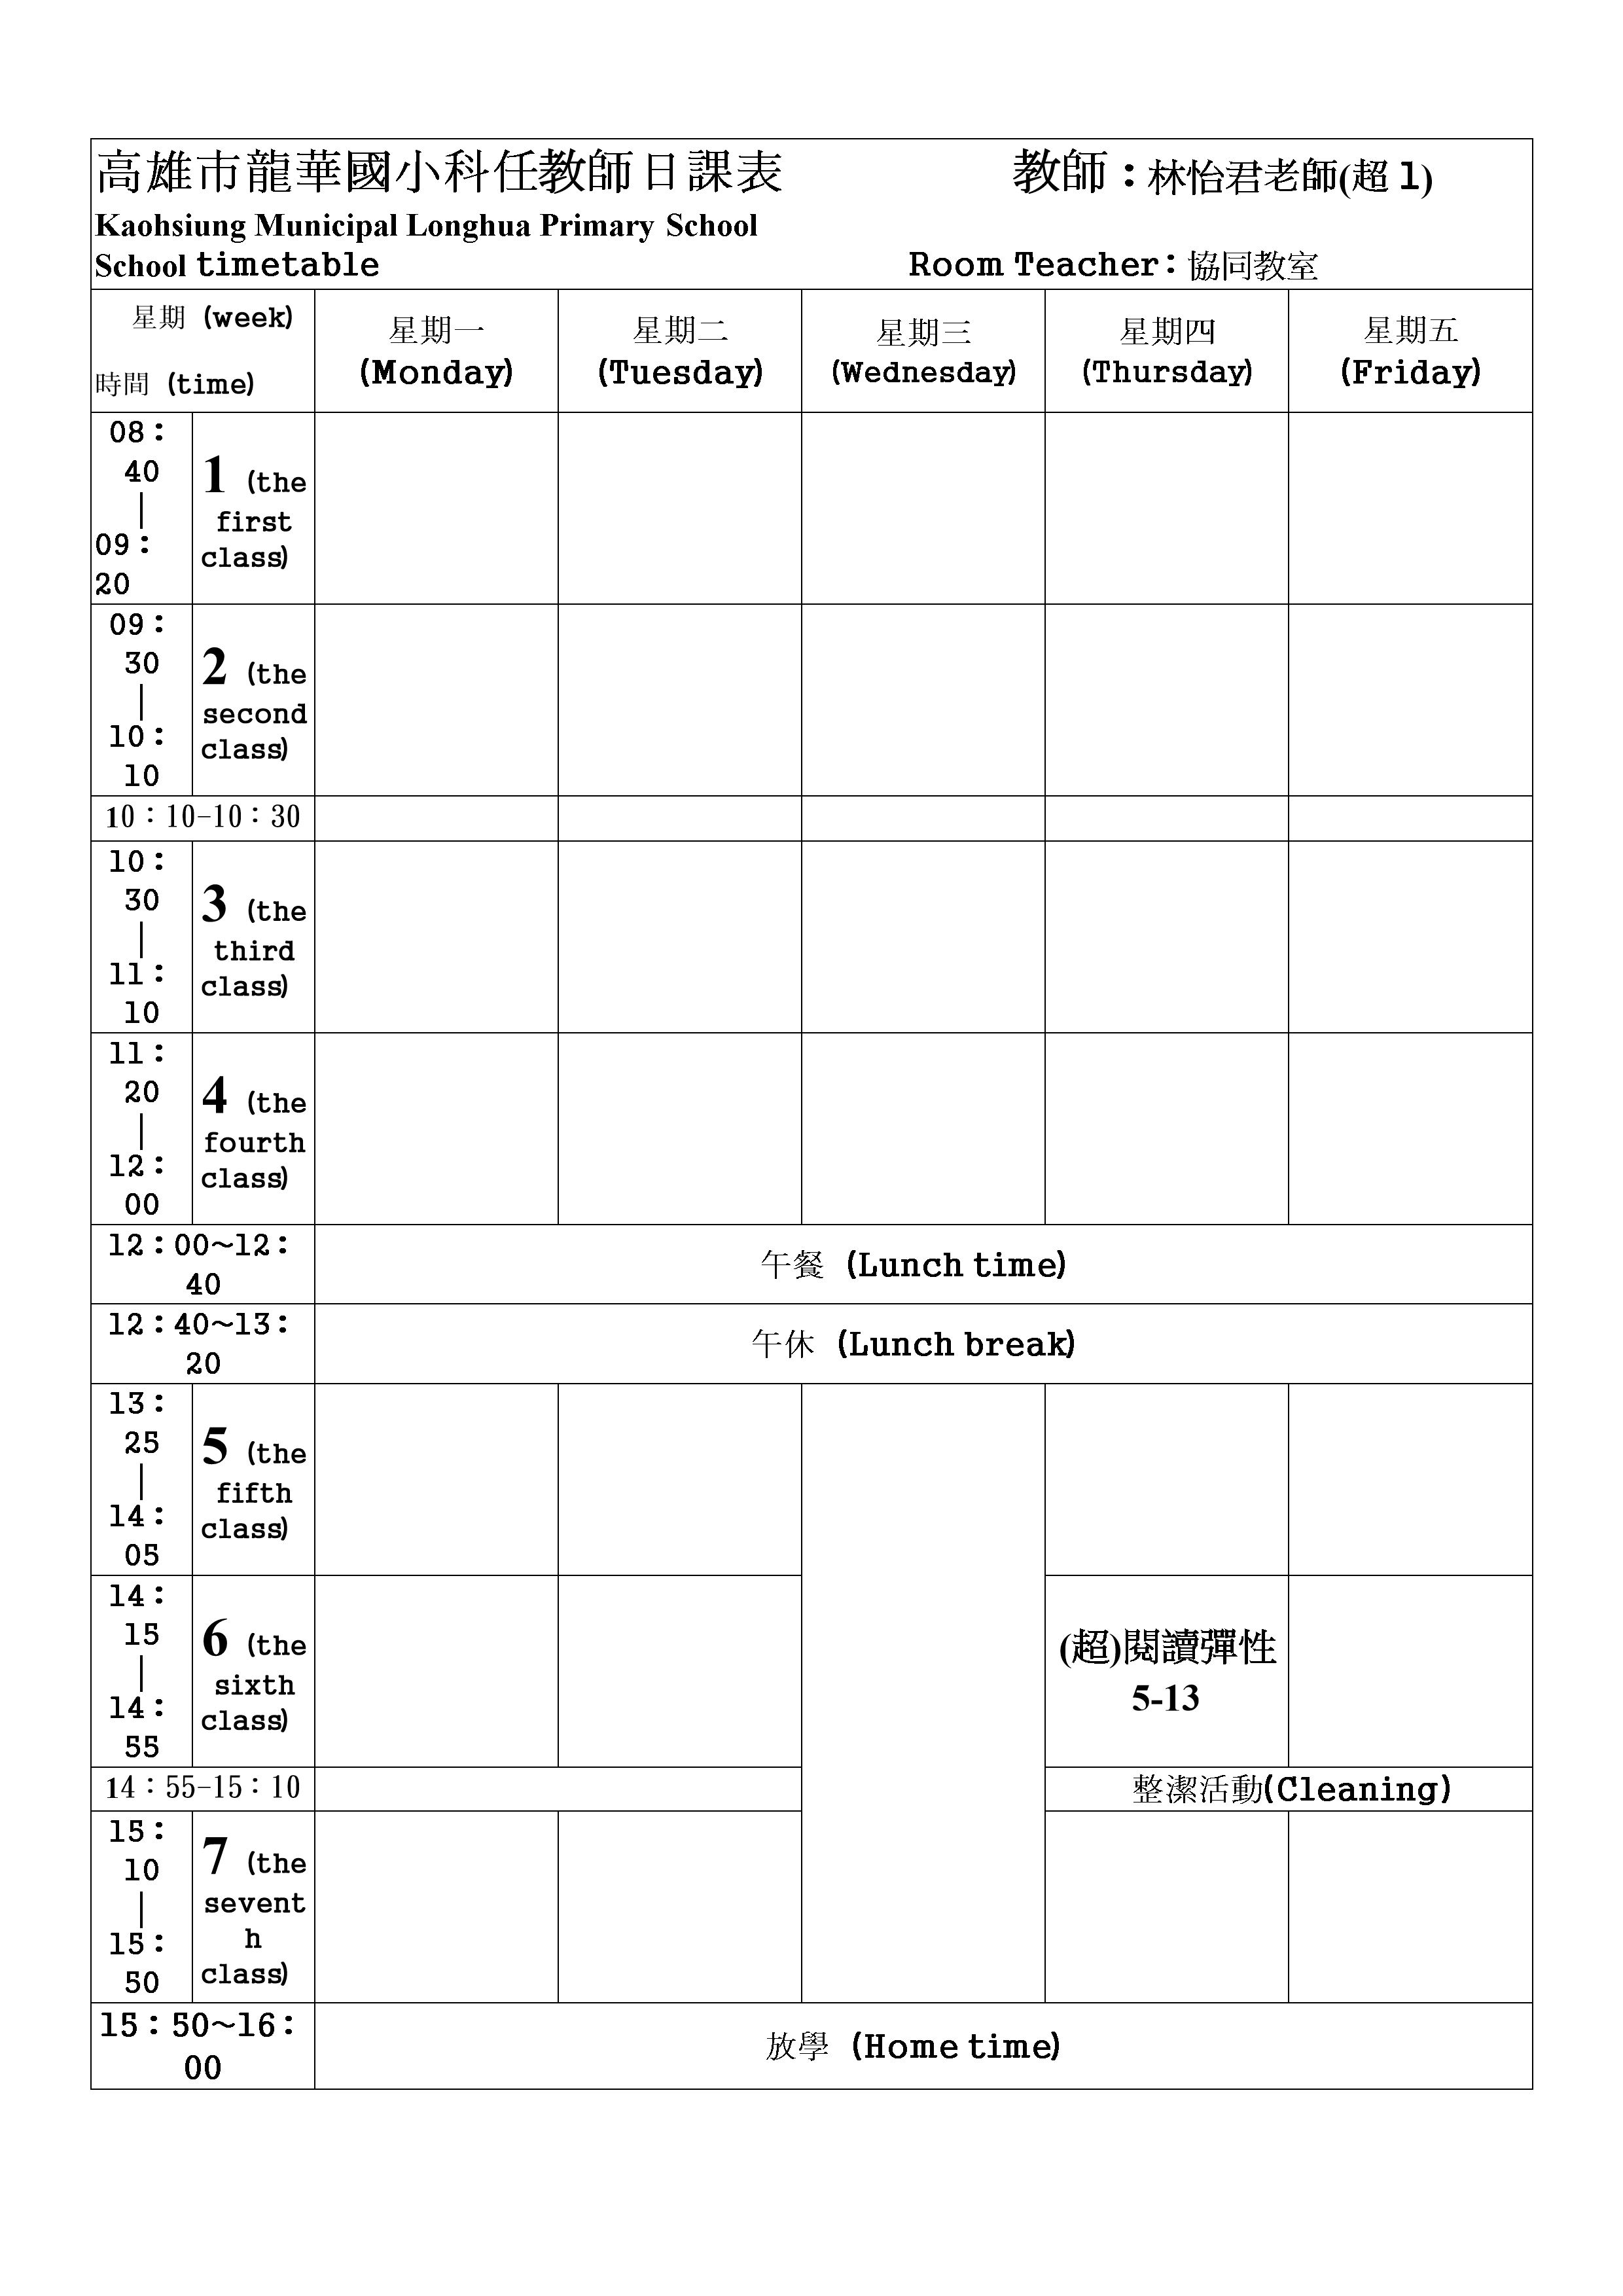 高雄市龍華國小科任教師日課表 教師：林怡君老師(超 1)
Kaohsiung Municipal Longhua Primary School
School timetable Room Teacher：協同教室
星期 (week)
時間 (time)
星期一
(Monday)
星期二
(Tuesday)
星期三
(Wednesday)
星期四
(Thursday)
星期五
(Friday)
08：
40
｜
09：
20
1 (the
first
class)
09：
30
｜
10：
10
2 (the
second
class)
10：10-10：30
10：
30
｜
11：
10
3 (the
third
class)
11：
20
｜
12：
00
4 (the
fourth
class)
12：00~12：
40
午餐 (Lunch time)
12：40~13：
20
午休 (Lunch break)
13：
25
｜
14：
05
5 (the
fifth
class)
14：
15
｜
14：
55
6 (the
sixth
class)
(超)閱讀彈性
5-13
14：55-15：10
整潔活動(Cleaning)
15：
10
｜
15：
50
7 (the
sevent
h
class)
15：50~16：
00
放學 (Home time)